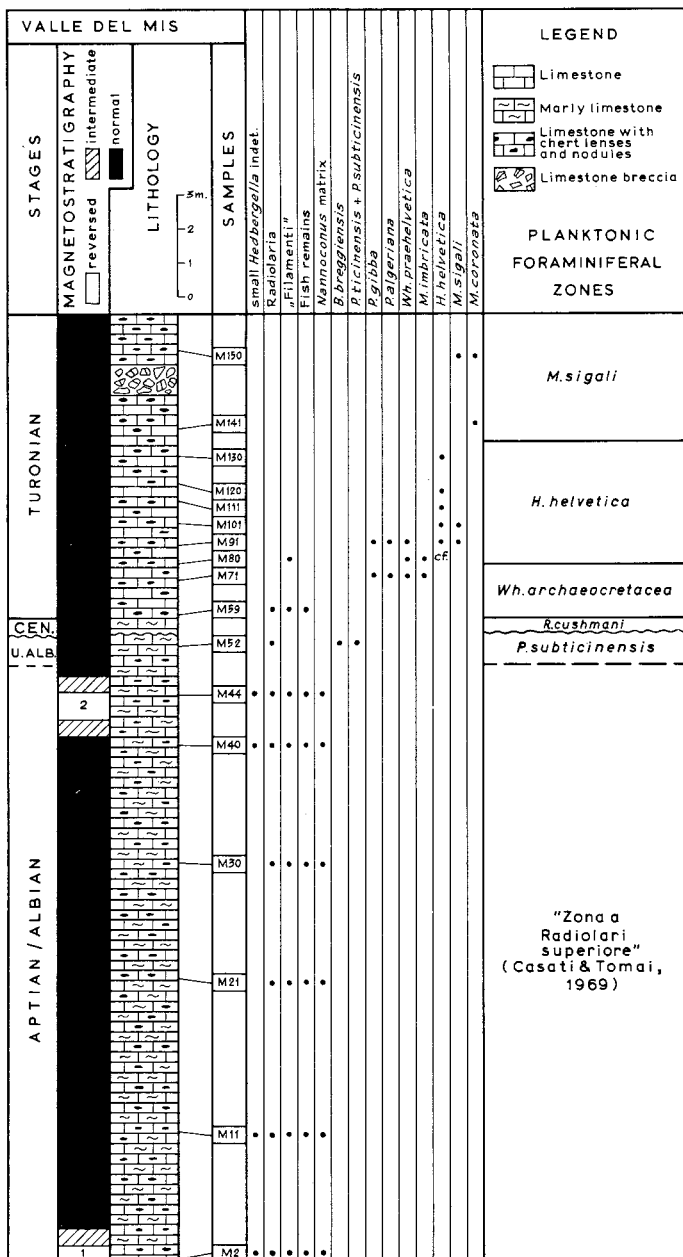 VALLE DEL MIS
STAGES
MAGNETOSTRATIGRAPHY
reversed
intermediate
normal
LITHOLOGY
3m.
2
1
0
SAMPLES
small Hedbergella indet.
Radiolaria
„Filamenti"
Fish remains
Nannoconus matrix
B. breggiensis
P. ticinensis + P. subticinensis
P. gibba
P. algeriana
Wh. praehelvetica
M. imbricata
H. helvetica
M. sigali
M. coronata
LEGEND
Limestone
Marly limestone
Limestone with
chert lenses
and nodules
Limestone breccia
PLANKTONIC
FORAMINIFERAL
ZONES
TURONIAN
CEN.
U.ALB.
APTIAN / ALBIAN
2
1
M150
M141
M130
M120
M111
M101
M91
M80
cf.
M71
M59
M52
M44
M40
M30
M21
M11
M2
M. sigali
H. helvetica
Wh. archaeocretacea
R. cushmani
P. subticinensis
"Zona a
Radiolari
superiore"
(Casati & Tomai,
1969)